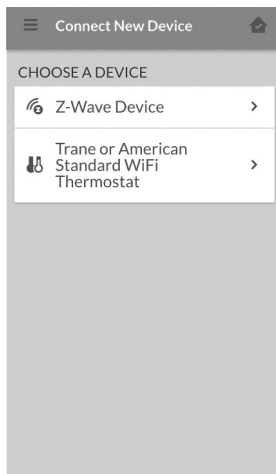 Connect New Device
CHOOSE A DEVICE
Z-Wave Device
Trane or American
Standard WiFi
Thermostat